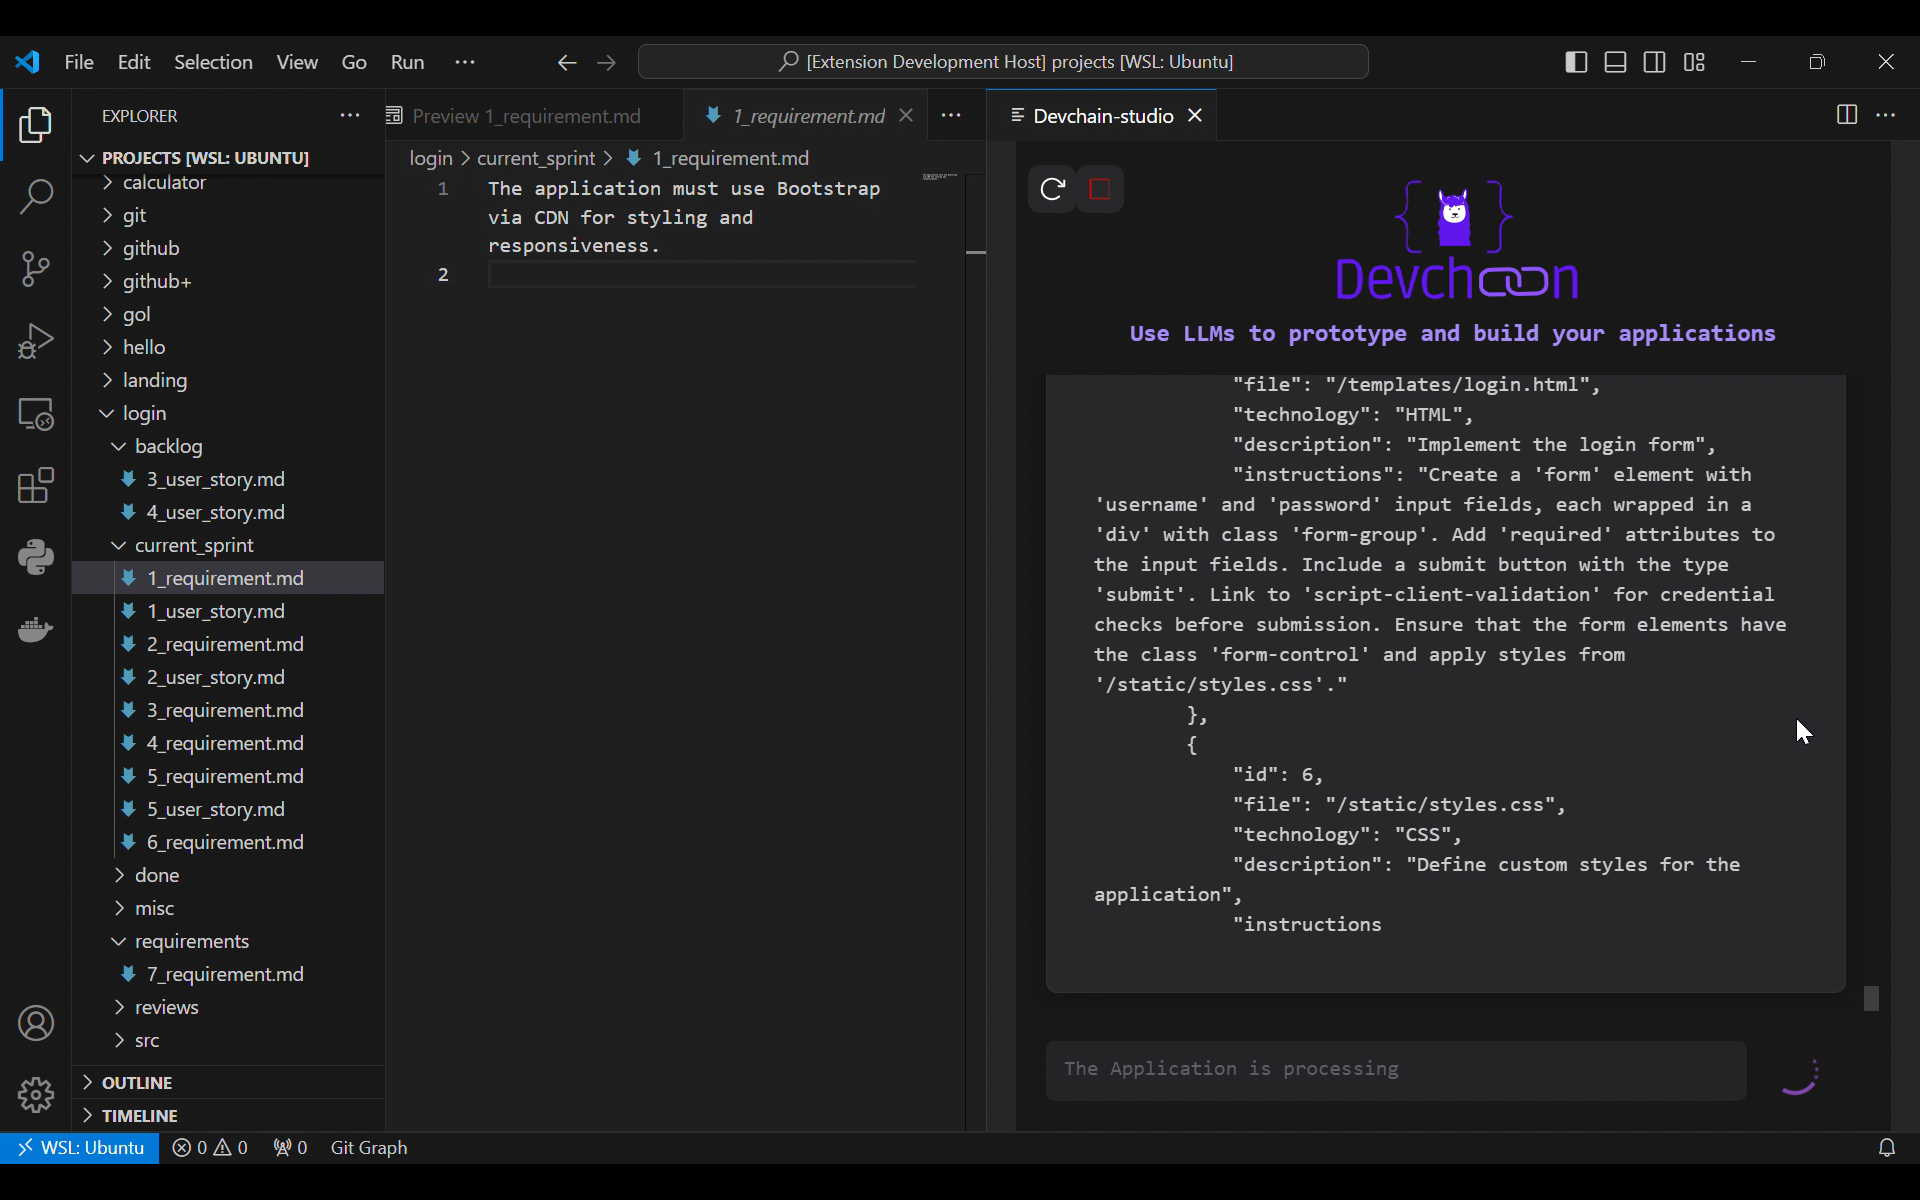 File Edit Selection View Go Run ···
[Extension Development Host] projects [WSL: Ubuntu]
EXPLORER
PROJECTS [WSL: UBUNTU]
calculator
git
github
github+
gol
hello
landing
login
backlog
3_user_story.md
4_user_story.md
current_sprint
1_requirement.md
1_user_story.md
2_requirement.md
2_user_story.md
3_requirement.md
4_requirement.md
5_requirement.md
5_user_story.md
6_requirement.md
done
misc
requirements
7_requirement.md
reviews
src
OUTLINE
TIMELINE
Preview 1_requirement.md
1_requirement.md
login > current_sprint > 1_requirement.md
1 The application must use Bootstrap
via CDN for styling and
responsiveness.
2
Devchain-studio
Devchain
Use LLMs to prototype and build your applications
"file": "/templates/login.html",
"technology": "HTML",
"description": "Implement the login form",
"instructions": "Create a 'form' element with
'username' and 'password' input fields, each wrapped in a
'div' with class 'form-group'. Add 'required' attributes to
the input fields. Include a submit button with the type
'submit'. Link to 'script-client-validation' for credential
checks before submission. Ensure that the form elements have
the class 'form-control' and apply styles from
'/static/styles.css'."
},
{
"id": 6,
"file": "/static/styles.css",
"technology": "CSS",
"description": "Define custom styles for the
application",
"instructions
The Application is processing
WSL: Ubuntu 0 0 0 Git Graph